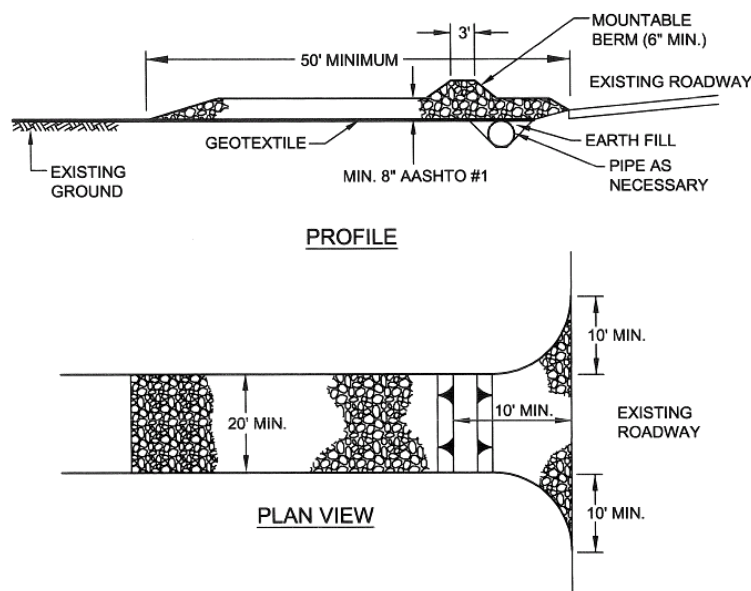 3'
MOUNTABLE
BERM (6" MIN.)
50' MINIMUM
EXISTING ROADWAY
GEOTEXTILE
EARTH FILL
EXISTING
GROUND
MIN. 8" AASHTO #1
PIPE AS
NECESSARY
PROFILE
10' MIN.
20' MIN.
10' MIN.
EXISTING
ROADWAY
PLAN VIEW
10' MIN.